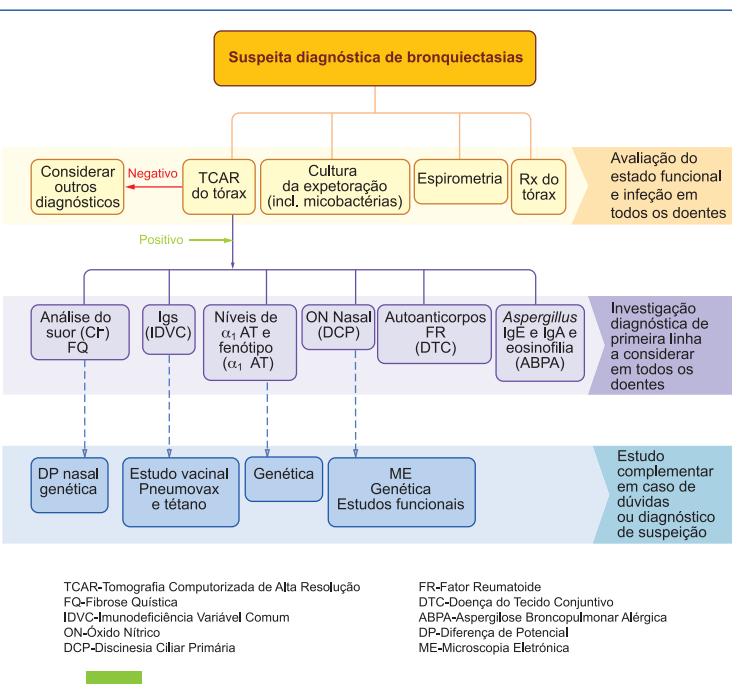 Suspeita diagnóstica de bronquiectasias
Considerar
outros
diagnósticos
Negativo
TCAR
do tórax
Cultura
da expetoração
(incl. micobactérias)
Espirometria
Rx do
tórax
Avaliação do
estado funcional
e infeção em
todos os doentes
Positivo
Análise do
suor (Cl-)
FQ
Igs
(IDVC)
Níveis de
α1 AT e
fenótipo
(α1 AT)
ON Nasal
(DCP)
Autoanticorpos
FR
(DTC)
Aspergillus
IgE e IgA e
eosinofilia
(ABPA)
Investigação
diagnóstica de
primeira linha
a considerar
em todos os
doentes
DP nasal
genética
Estudo vacinal
Pneumovax
e tétano
Genética
ME
Genética
Estudos funcionais
Estudo
complementar
em caso de
dúvidas
ou diagnóstico
de suspeição
TCAR-Tomografia Computorizada de Alta Resolução
FQ-Fibrose Quística
IDVC-Imunodeficiência Variável Comum
ON-Óxido Nítrico
DCP-Discinesia Ciliar Primária
FR-Fator Reumatoide
DTC-Doença do Tecido Conjuntivo
ABPA-Aspergilose Broncopulmonar Alérgica
DP-Diferença de Potencial
ME-Microscopia Eletrónica